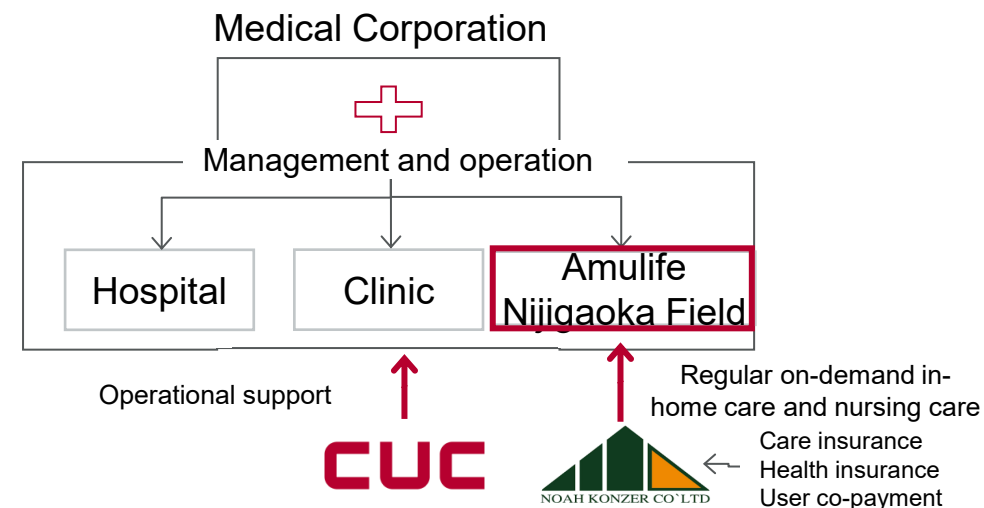 Medical Corporation
Management and operation
Hospital
Clinic
Amulife
Nijigaoka Field
Operational support
Regular on-demand in-
home care and nursing care
CUC
NOAH KONZER CO`LTD
Care insurance
Health insurance
User co-payment